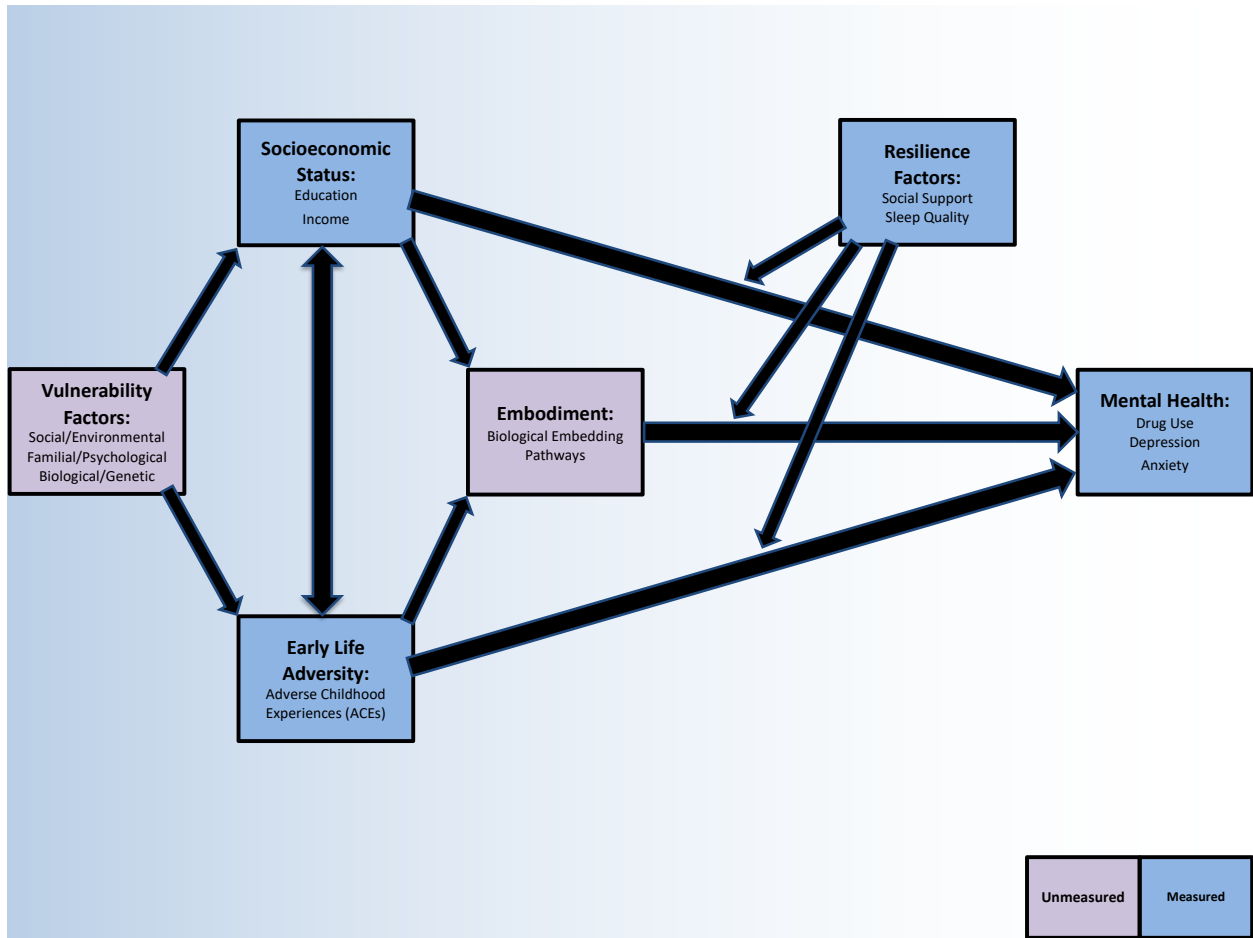 Socioeconomic
Status:
Education
Income
Resilience
Factors:
Social Support
Sleep Quality
Vulnerability
Factors:
Social/Environmental
Familial/Psychological
Biological/Genetic
Embodiment:
Biological Embedding
Pathways
Mental Health:
Drug Use
Depression
Anxiety
Early Life
Adversity:
Adverse Childhood
Experiences (ACEs)
Unmeasured
Measured